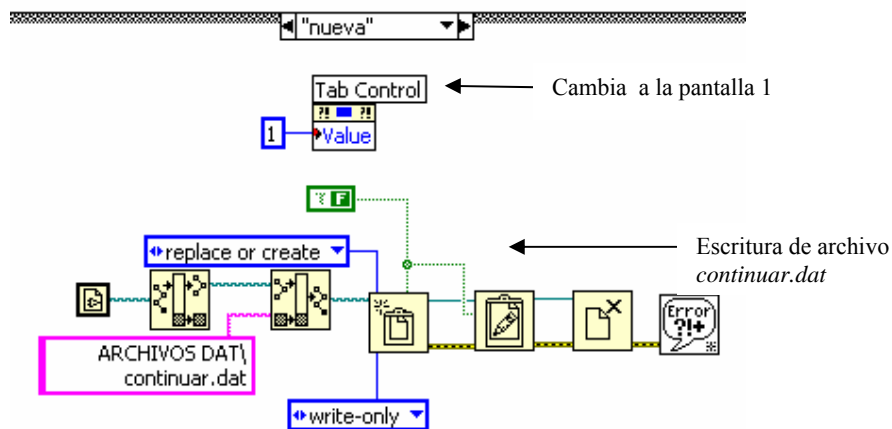 "nueva"
Tab Control
Cambia a la pantalla 1
1
Value
F
replace or create
Escritura de archivo
continuar.dat
ARCHIVOS DAT\
continuar.dat
Error
?!+
write-only